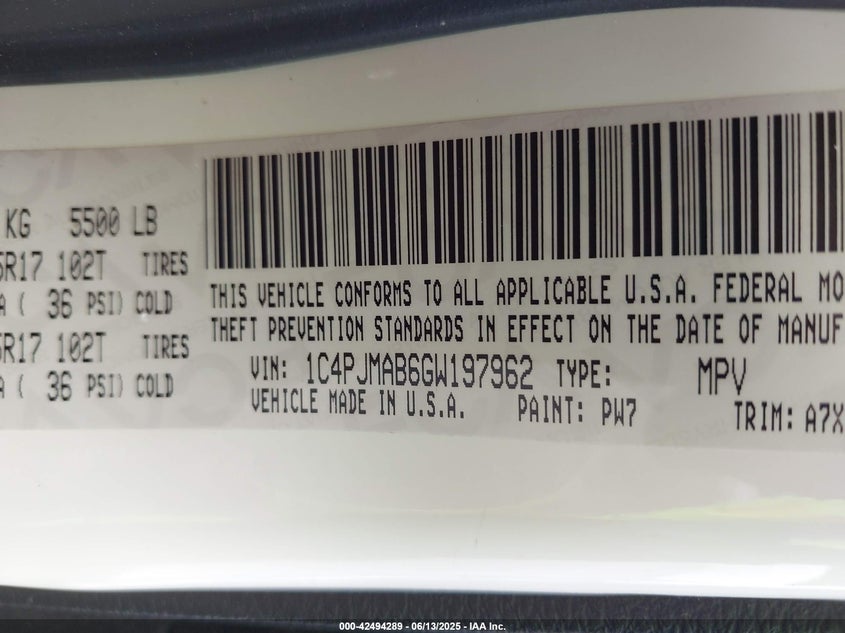 KG 5500 LB
5R17 102T TIRES
A ( 36 PSI) COLD
5R17 102T TIRES
A ( 36 PSI) COLD
THIS VEHICLE CONFORMS TO ALL APPLICABLE U.S.A. FEDERAL MO
THEFT PREVENTION STANDARDS IN EFFECT ON THE DATE OF MANUF
VIN: 1C4PJMAB6GW197962 TYPE: MPV
VEHICLE MADE IN U.S.A. PAINT: PW7 TRIM: A7X
000-42494289 - 06/13/2025 - IAA Inc.